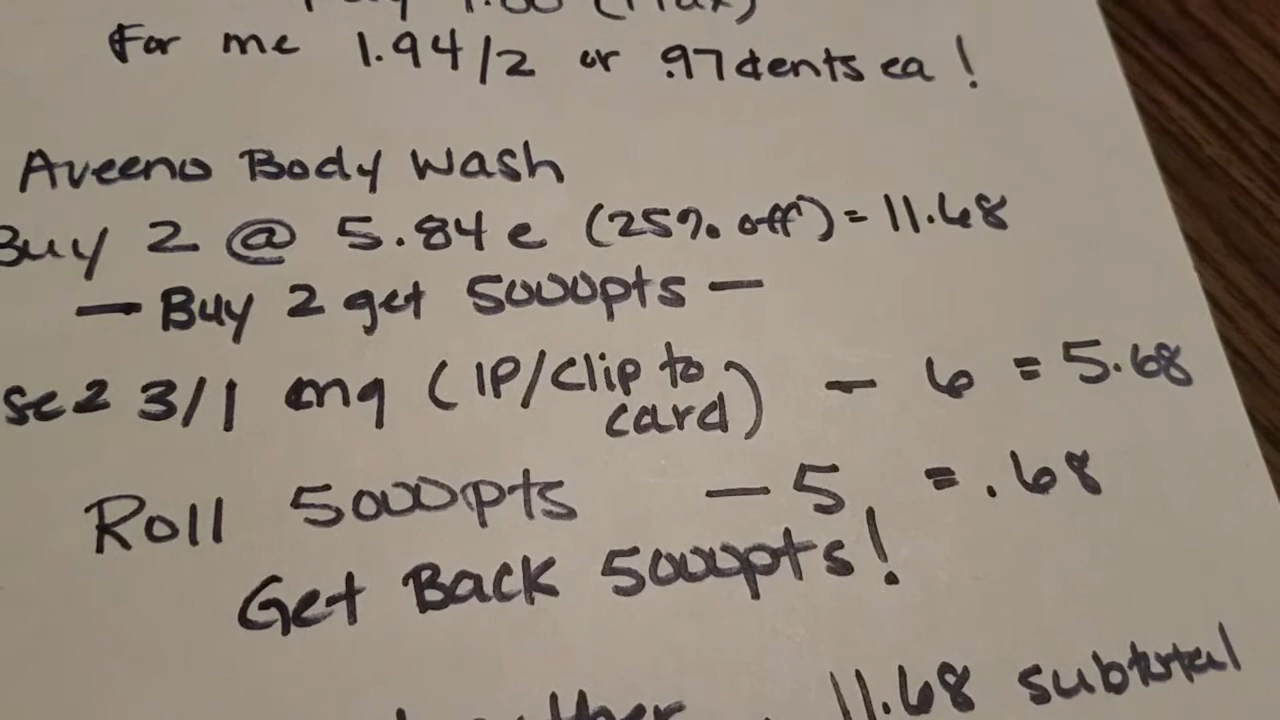 For me 1.94/2 or .97cents ea!
Aveeno Body Wash
Buy 2 @ 5.84 e (25% off) = 11.68
— Buy 2 get 5000pts —
3/1 mq (IP/Clip to card) - 6 = 5.68
Roll 5000pts - 5 = .68
Get Back 5000pts!
11.68 subtotal